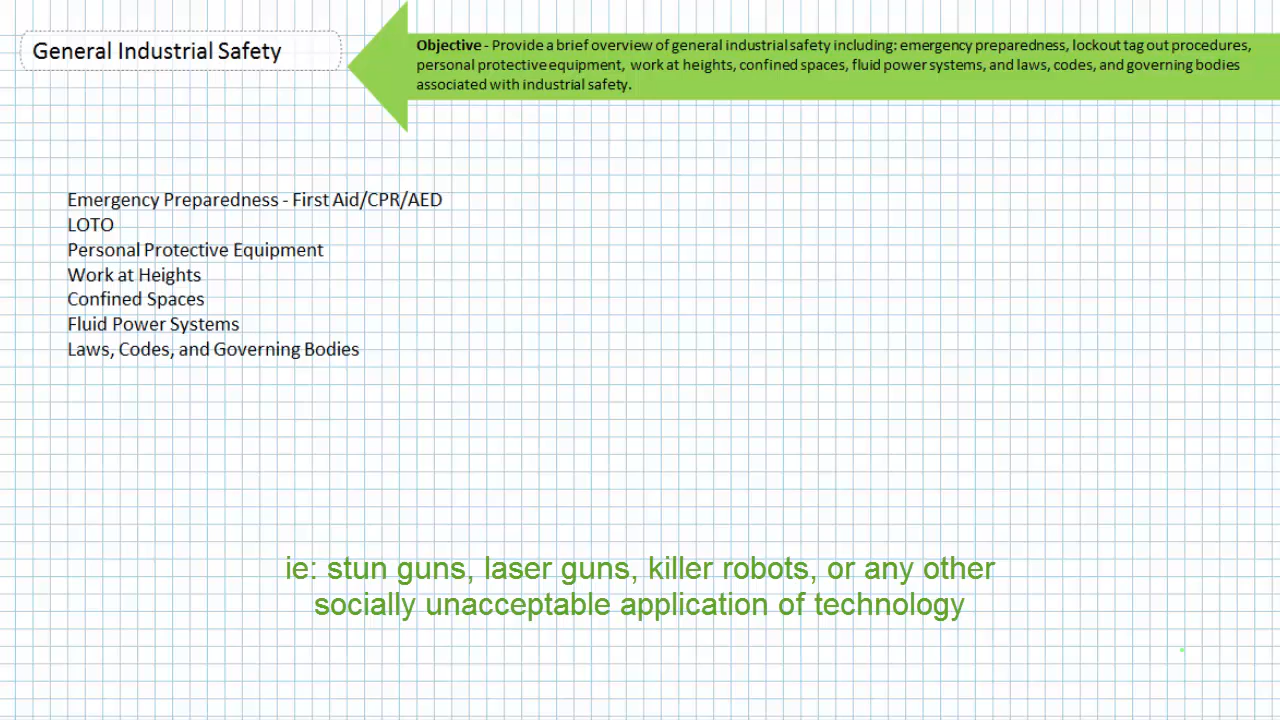 General Industrial Safety
Objective - Provide a brief overview of general industrial safety including: emergency preparedness, lockout tag out procedures,
personal protective equipment, work at heights, confined spaces, fluid power systems, and laws, codes, and governing bodies
associated with industrial safety.
Emergency Preparedness - First Aid/CPR/AED
LOTO
Personal Protective Equipment
Work at Heights
Confined Spaces
Fluid Power Systems
Laws, Codes, and Governing Bodies
ie: stun guns, laser guns, killer robots, or any other
socially unacceptable application of technology